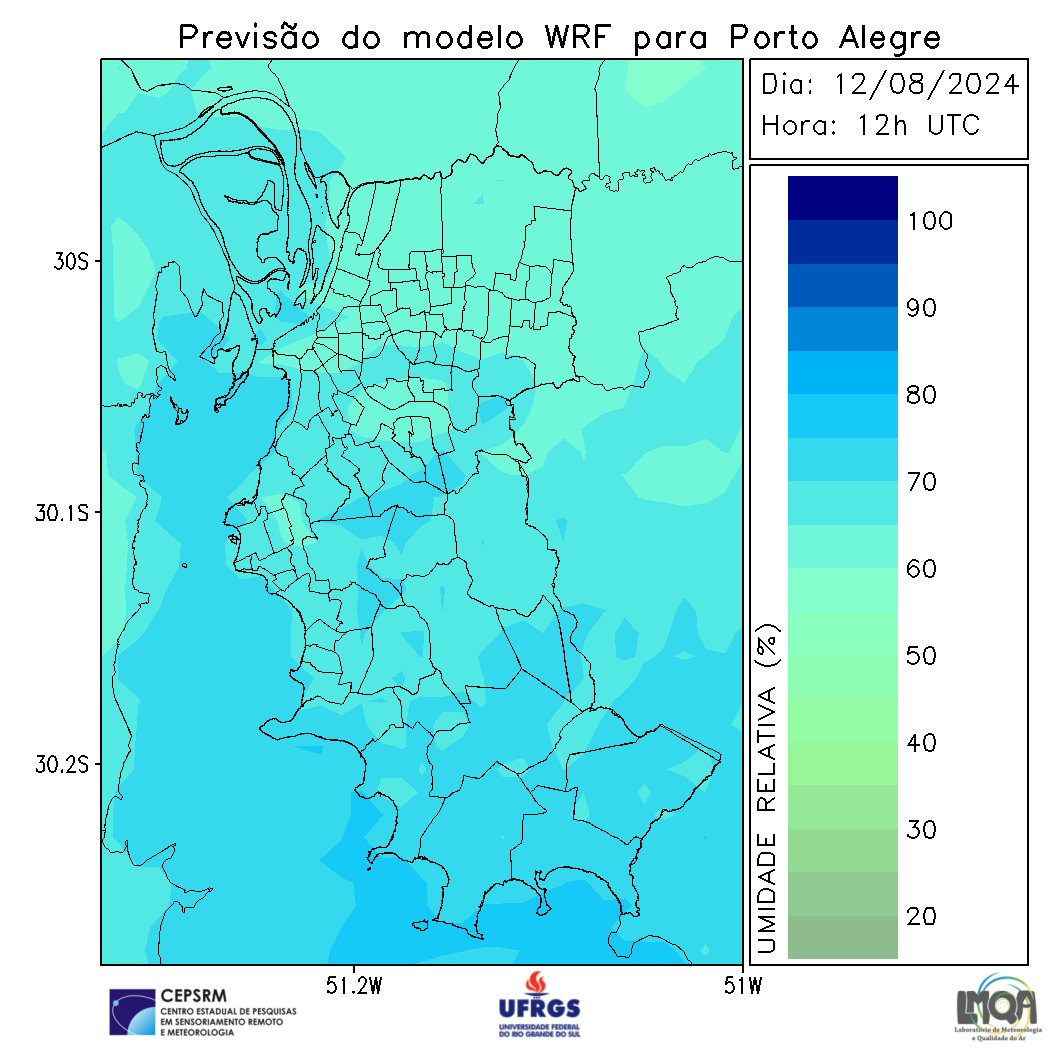 Previsão do modelo WRF para Porto Alegre
Dia: 12/08/2024
Hora: 12h UTC
30S
30.1S
30.2S
51.2W
51W
UMIDADE RELATIVA (%)
100
90
80
70
60
50
40
30
20
CEPSRM
CENTRO ESTADUAL DE PESQUISAS
EM SENSORIAMENTO REMOTO
E METEOROLOGIA
UFRGS
UNIVERSIDADE FEDERAL
DO RIO GRANDE DO SUL
LMQA
Laboratório de Meteorologia
e Qualidade do Ar